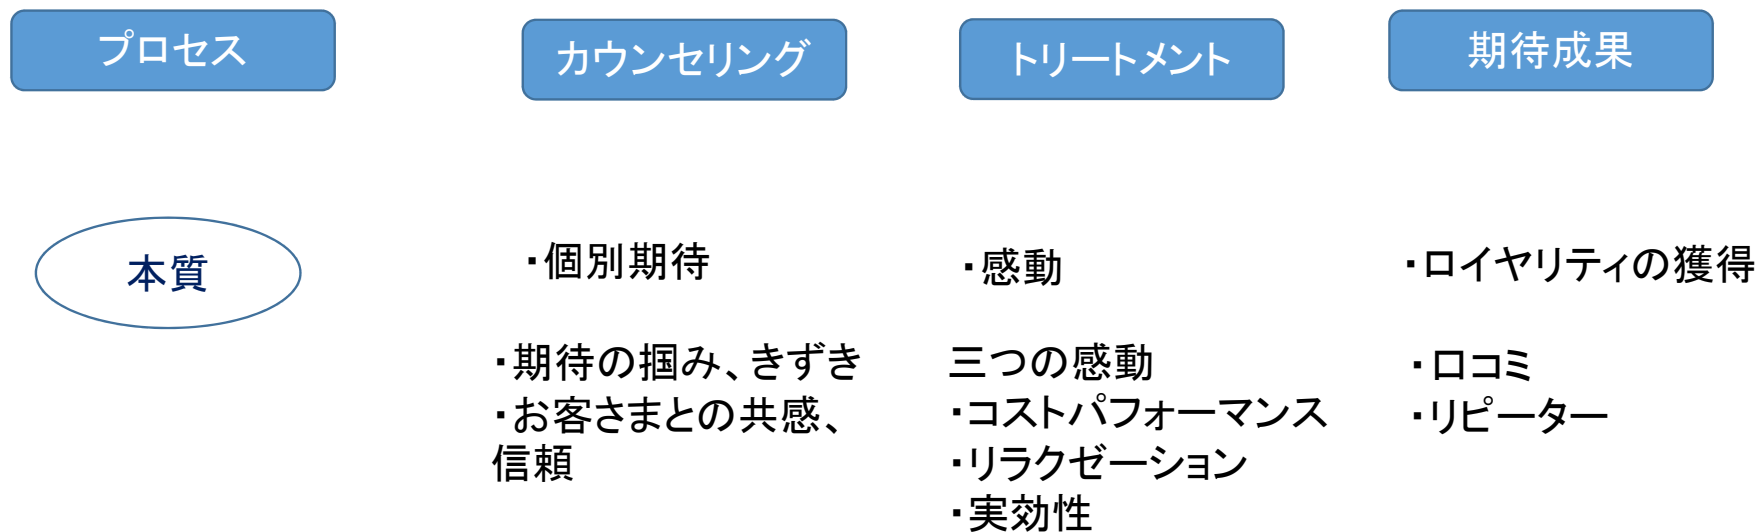 プロセス
カウンセリング
トリートメント
期待成果
本質
・個別期待
・感動
・ロイヤリティの獲得
・期待の掴み、きずき
・お客さまとの共感、
信頼
三つの感動
・コストパフォーマンス
・リラクゼーション
・実効性
・口コミ
・リピーター